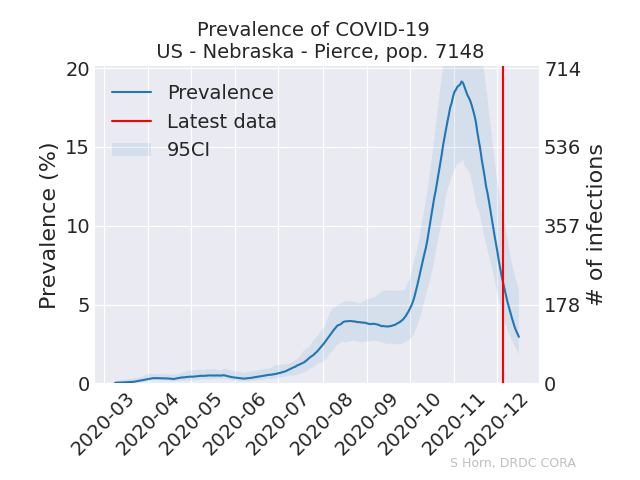 Prevalence of COVID-19
US - Nebraska - Pierce, pop. 7148
Prevalence
Latest data
95CI
Prevalence (%)
20
15
10
5
0
714
536
357
178
0
# of infections
2020-03
2020-04
2020-05
2020-06
2020-07
2020-08
2020-09
2020-10
2020-11
2020-12
S Horn, DRDC CORA